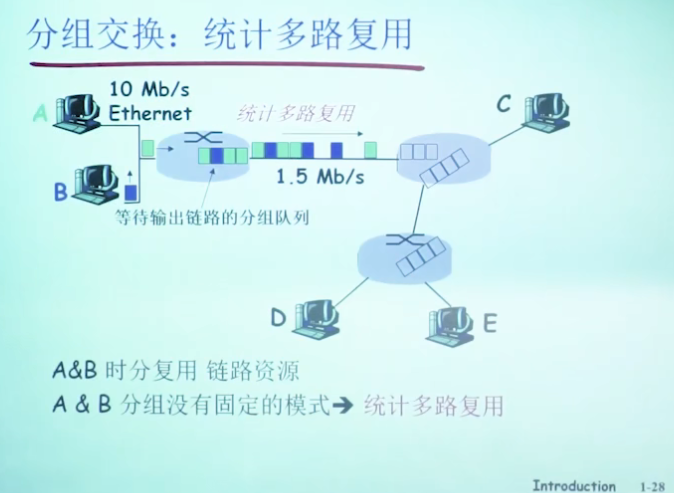 分组交换：统计多路复用
A
10 Mb/s
Ethernet
统计多路复用
C
B
1.5 Mb/s
等待输出链路的分组队列
D
E
A&B 时分复用 链路资源
A & B 分组没有固定的模式➔ 统计多路复用
Introduction 1-28